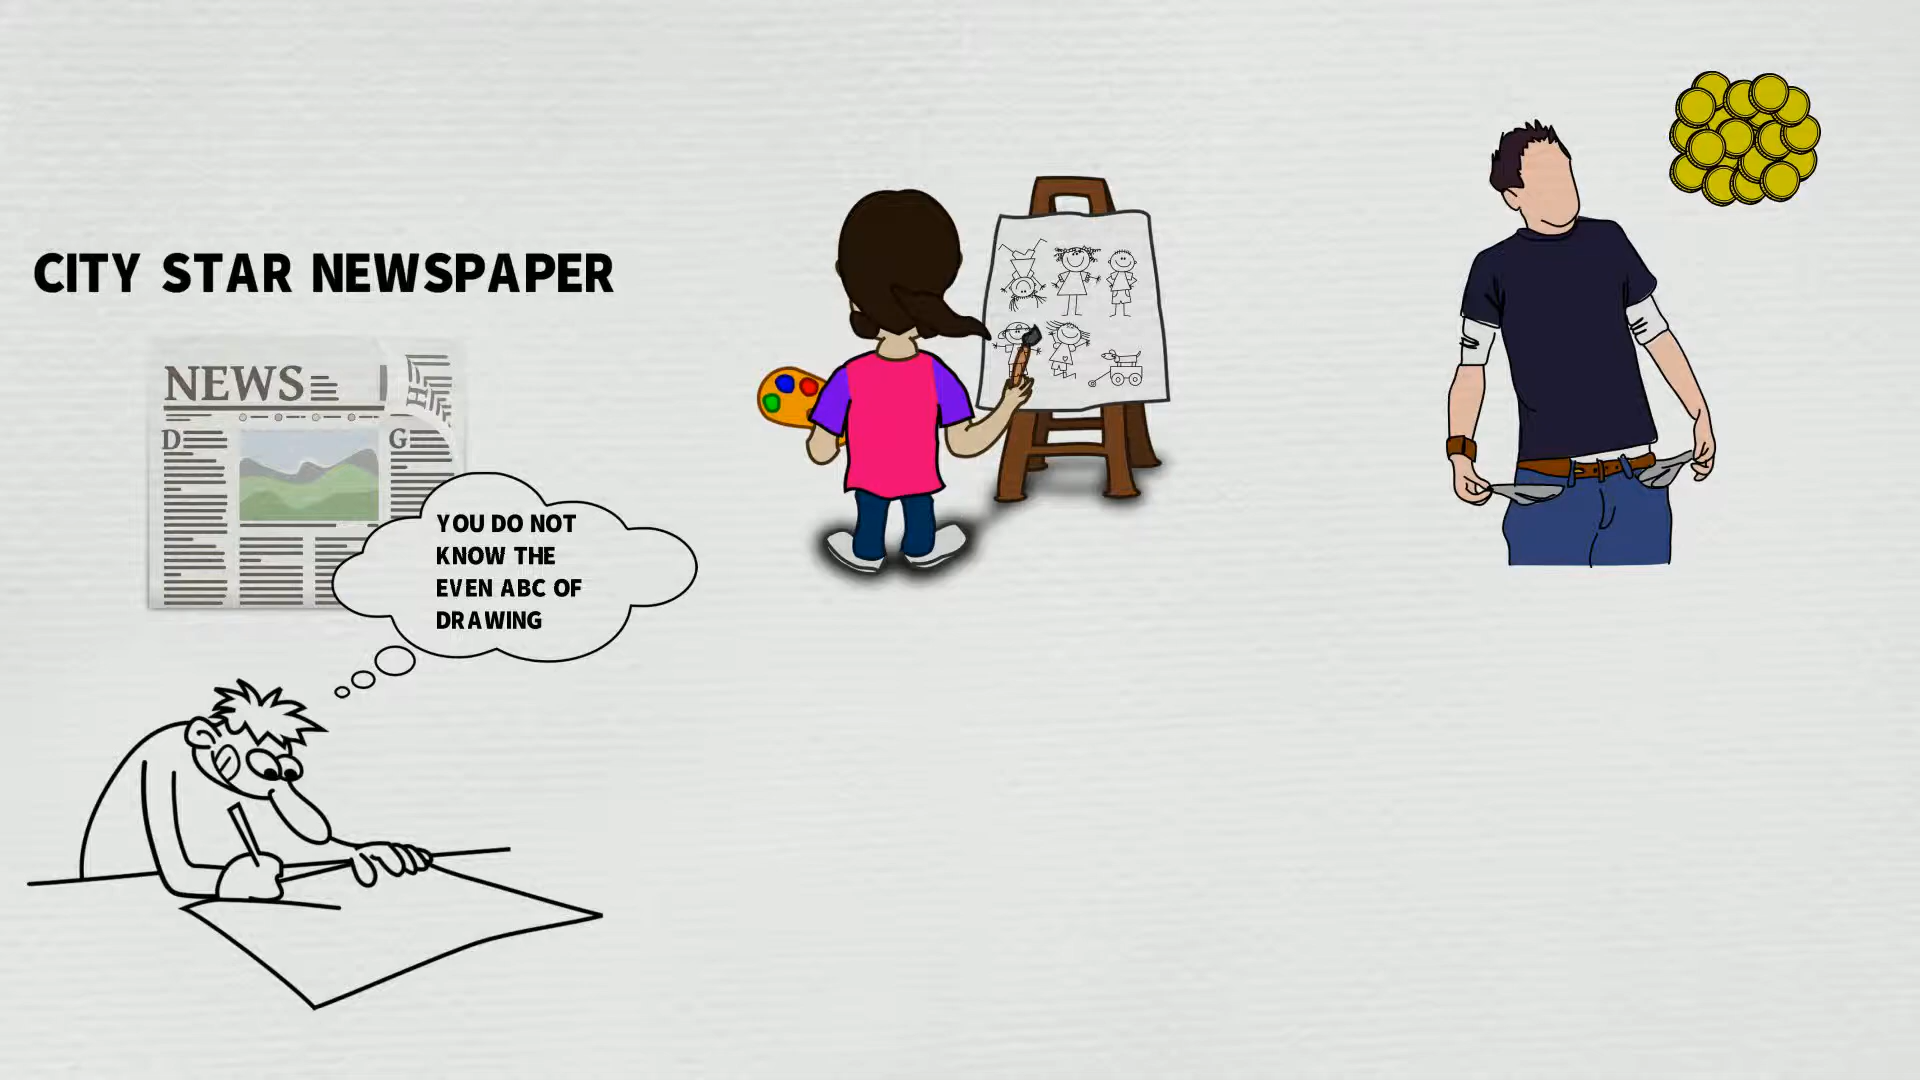 CITY STAR NEWSPAPER
NEWS
D
G
YOU DO NOT
KNOW THE
EVEN ABC OF
DRAWING